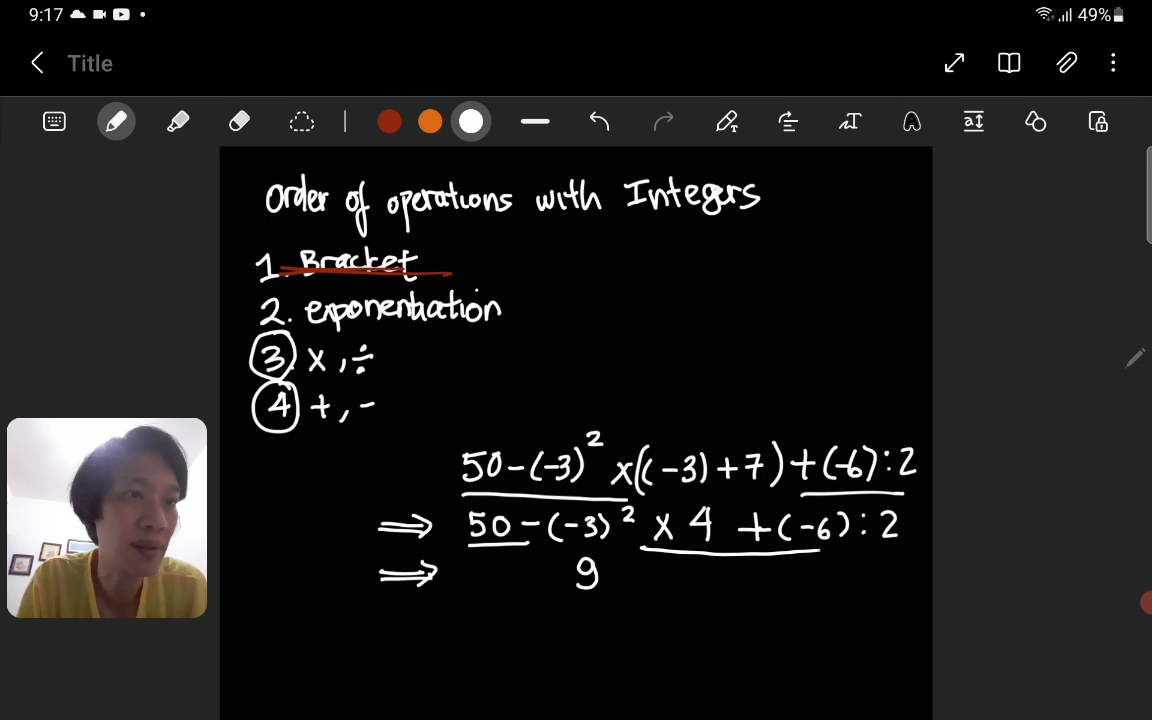 9:17 49%
Title
Order of operations with Integers
1. Bracket
2. exponentiation
3. x, ÷
4 +, -
50-(-3)² x((-3)+7)+(-6):2
⇒ 50-(-3)² x 4 +(-6):2
⇒ 9